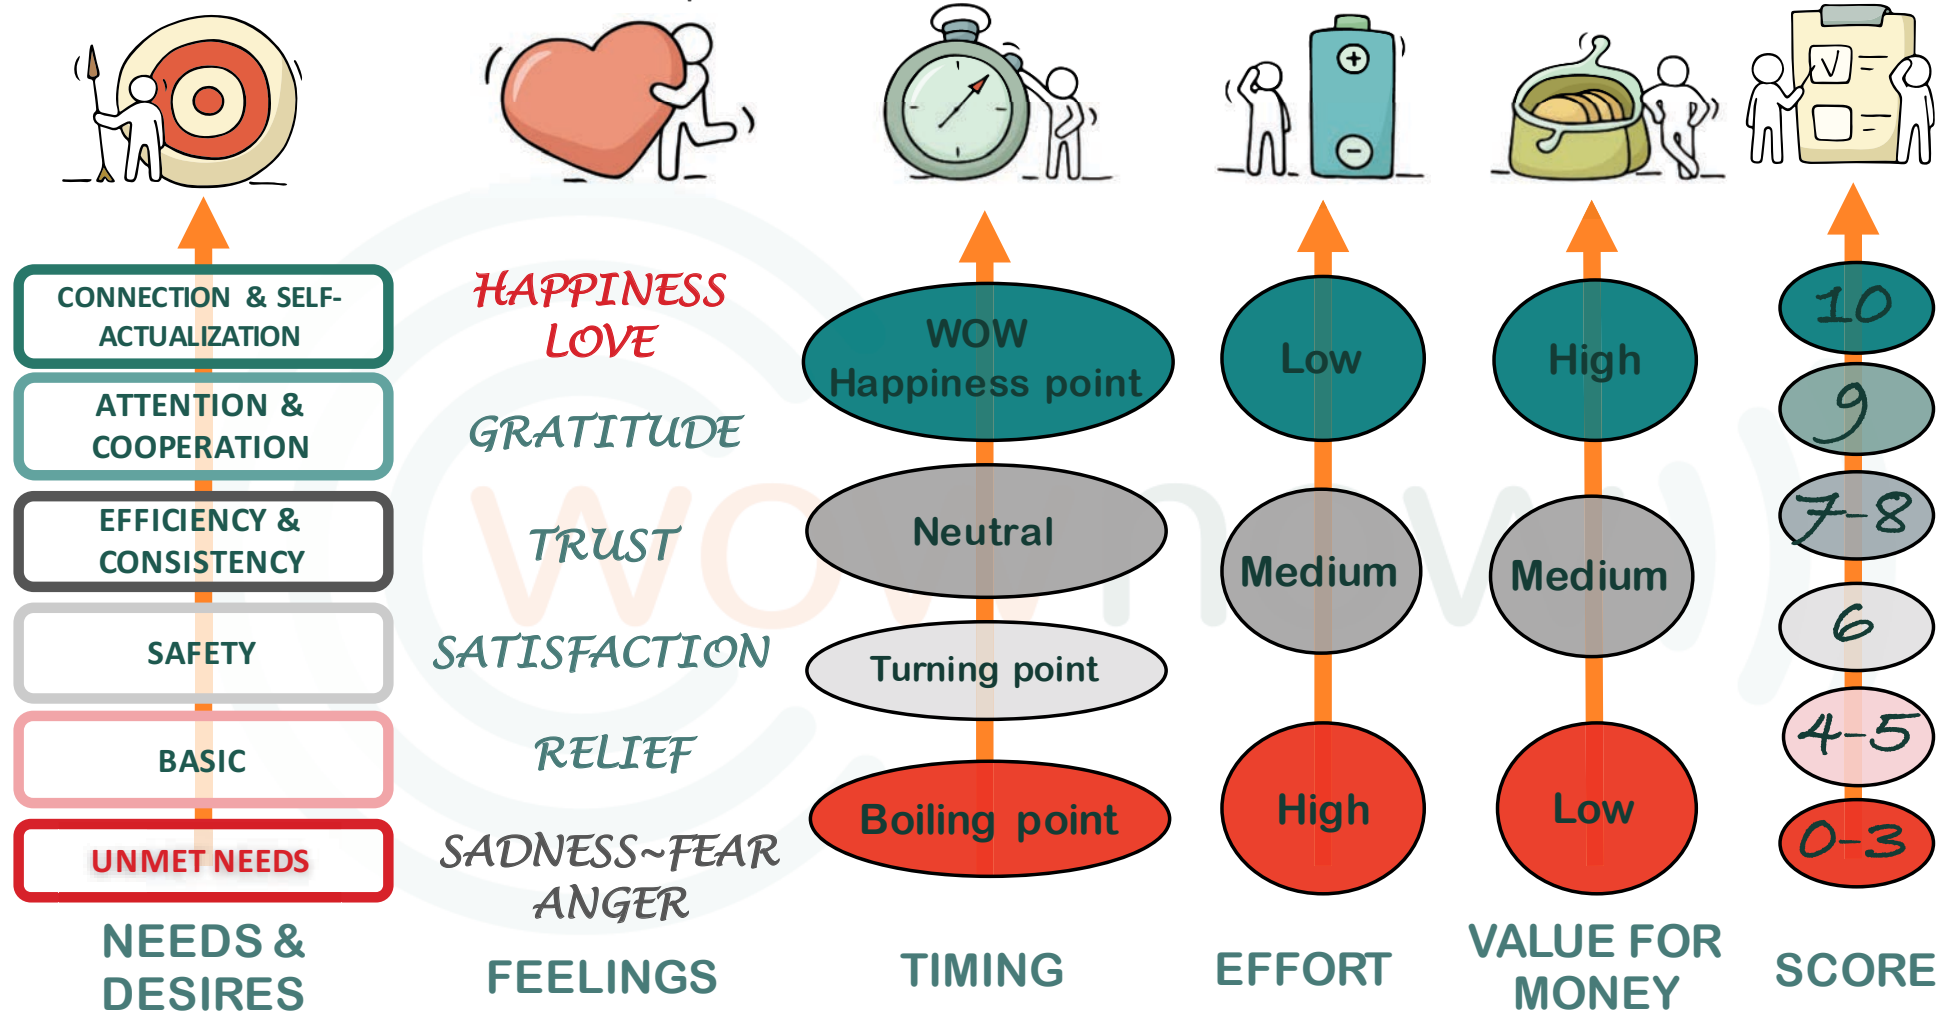 CONNECTION & SELF-
ACTUALIZATION
ATTENTION &
COOPERATION
EFFICIENCY &
CONSISTENCY
SAFETY
BASIC
UNMET NEEDS
NEEDS &
DESIRES
HAPPINESS
LOVE
GRATITUDE
TRUST
SATISFACTION
RELIEF
SADNESS~FEAR
ANGER
FEELINGS
WOW
Happiness point
Neutral
Turning point
Boiling point
TIMING
Low
Medium
High
EFFORT
High
Medium
Low
VALUE FOR
MONEY
10
9
7-8
6
4-5
0-3
SCORE
wownow